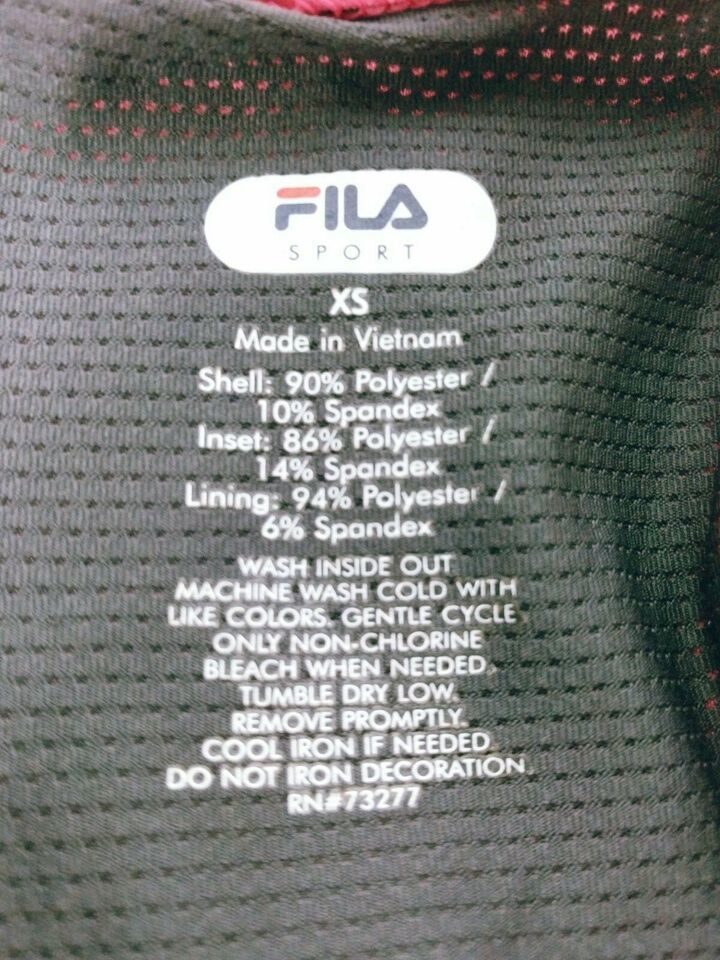 FILA
SPORT
XS
Made in Vietnam
Shell: 90% Polyester /
10% Spandex
Inset: 86% Polyester /
14% Spandex
Lining: 94% Polyester /
6% Spandex
WASH INSIDE OUT
MACHINE WASH COLD WITH
LIKE COLORS. GENTLE CYCLE
ONLY NON-CHLORINE
BLEACH WHEN NEEDED.
TUMBLE DRY LOW.
REMOVE PROMPTLY.
COOL IRON IF NEEDED.
DO NOT IRON DECORATION.
RN#73277